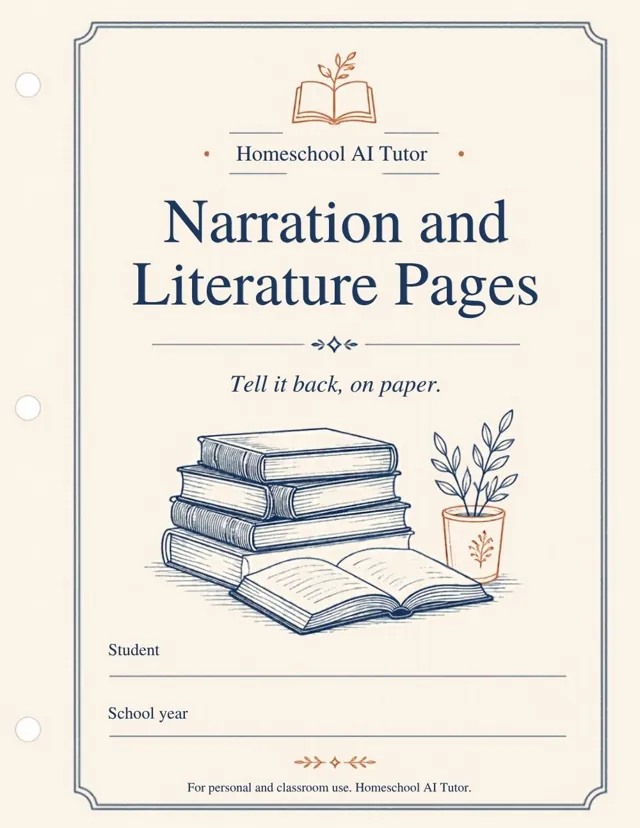 Homeschool AI Tutor
Narration and
Literature Pages
Tell it back, on paper.
Student
School year
For personal and classroom use. Homeschool AI Tutor.